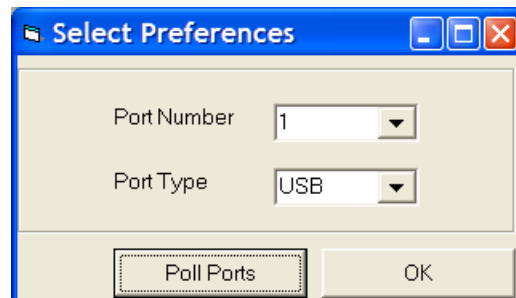 Select Preferences
Port Number 1
Port Type USB
Poll Ports OK